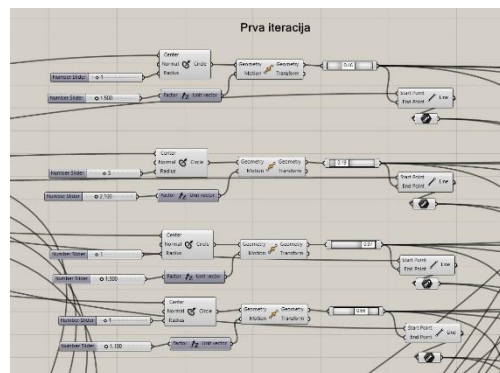 Prva iteracija
Center
Normal Circle
Radius
Geometry Geometry
Motion Transform
Number Slider 1
Number Slider 1.500
Factor Unit vector
Start Point
End Point Line
Center
Normal Circle
Radius
Geometry Geometry
Motion Transform
0.19
Number Slider
Number Slider 2.100
Factor Unit vector
Start Point
End Point Line
Center
Normal Circle
Radius
Geometry Geometry
Motion Transform
Number Slider 1
Number Slider
Factor Unit vector
Start Point
End Point Line
Center
Normal Circle
Radius
Geometry Geometry
Motion Transform
Number Slider
Number Slider 1.100
Factor Unit vector
Start Point
End Point Line